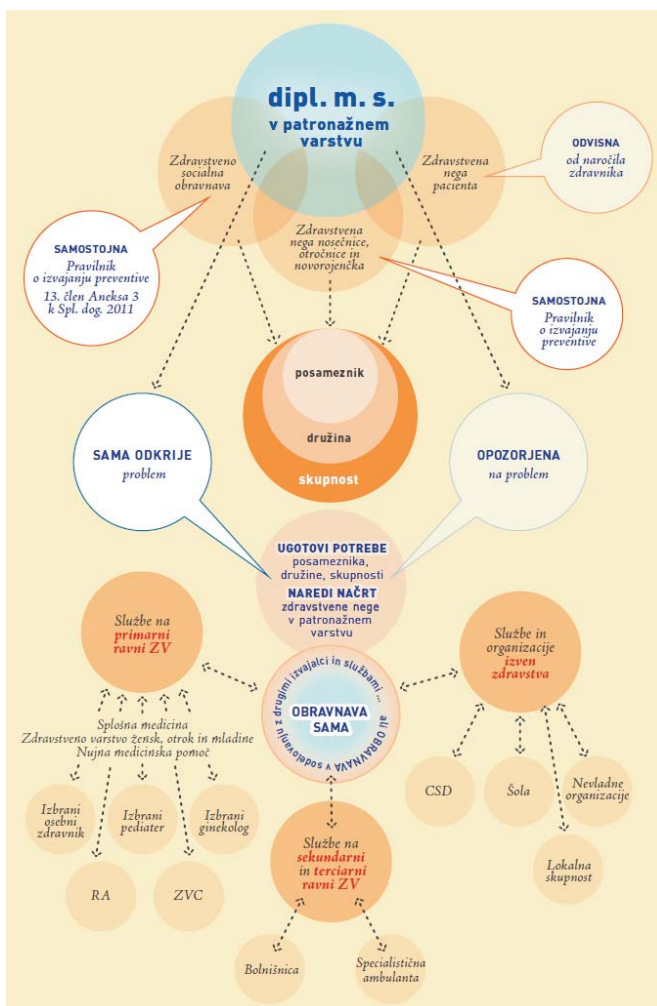 dipl. m. s.
v patronažnem
varstvu
Zdravstveno
socialna
obravnava
Zdravstvena
nega
pacienta
ODVISNA
od naročila
zdravnika
Zdravstvena
nega nosečnice,
otročnice in
novorojenčka
SAMOSTOJNA
Pravilnik
o izvajanju preventive
13. člen Aneksa 3
k Spl. dog. 2011
SAMOSTOJNA
Pravilnik
o izvajanju
preventive
posameznik
družina
skupnost
SAMA ODKRIJE
problem
OPOZORJENA
na problem
UGOTOVI POTREBE
posameznika,
družine, skupnosti
NAREDI NAČRT
zdravstvene nege
v patronažnem
varstvu
Službe na
primarni
ravni ZV
Službe in
organizacije
izven
zdravstva
OBRAVNAVA
SAMA
ali OBRAVNAVA v sodelovanju z drugimi izvajalci in službami ...
Splošna medicina
Zdravstveno varstvo žensk, otrok in mladine
Nujna medicinska pomoč
Izbrani
osebni
zdravnik
Izbrani
pediater
Izbrani
ginekolog
RA
ZVC
CSD
Šola
Nevladne
organizacije
Lokalna
skupnost
Službe na
sekundarni
in terciarni
ravni ZV
Bolnišnica
Specialistična
ambulanta